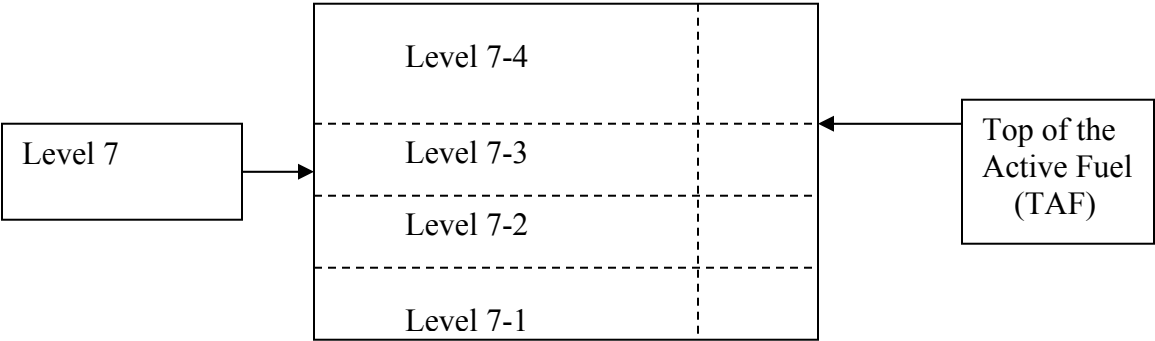 Level 7-4
Level 7
Level 7-3
Level 7-2
Level 7-1
Top of the
Active Fuel
(TAF)